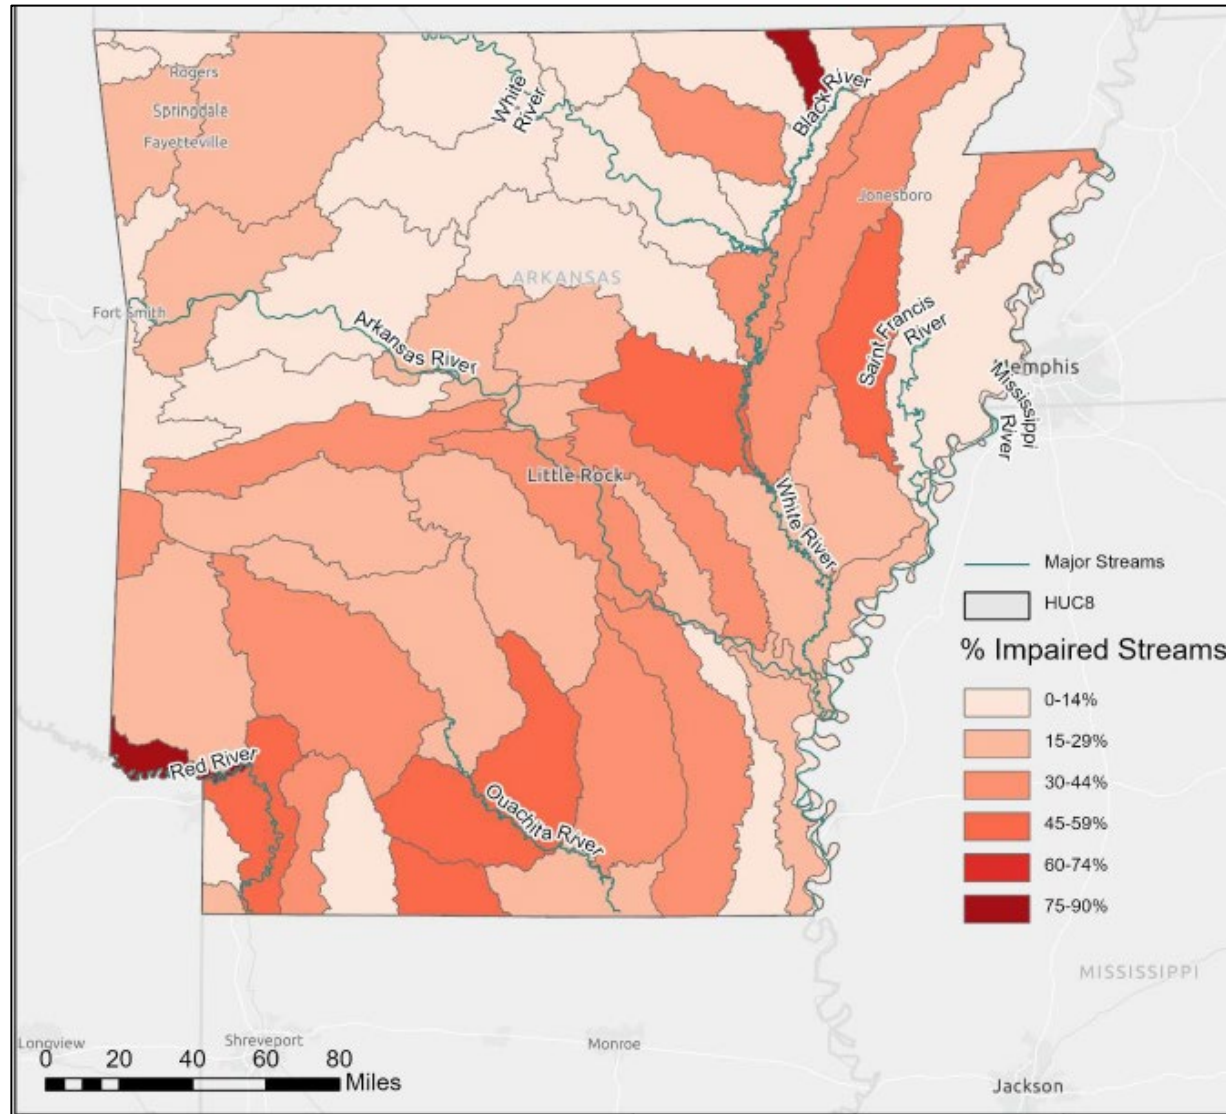 Rogers
Springdale
Fayetteville
White
River
Black River
Jonesboro
ARKANSAS
Fort Smith
Arkansas River
Saint Francis
River
Memphis
Mississippi
River
Little Rock
White River
Red River
Ouachita River
Major Streams
HUC8
% Impaired Streams
0-14%
15-29%
30-44%
45-59%
60-74%
75-90%
MISSISSIPPI
Longview
Shreveport
Monroe
Jackson
0 20 40 60 80
Miles